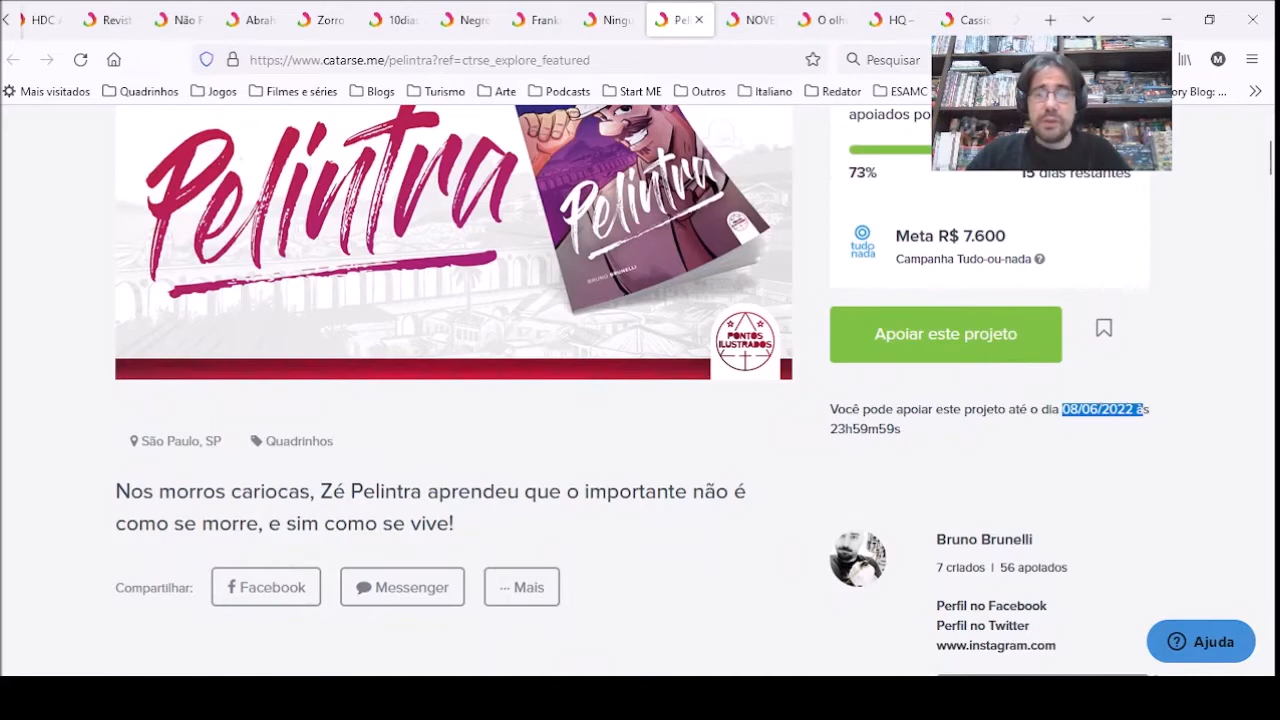 HDC
Revist
Não F
Abrah
Zorro
10dia
Negro
Frank
Ningu
Pel
NOVE
O olh
HQ –
Cassio
https://www.catarse.me/pelintra?ref=ctrse_explore_featured
Pesquisar
Mais visitados
Quadrinhos
Jogos
Filmes e séries
Blogs
Turismo
Arte
Podcasts
Start ME
Outros
Italiano
Redator
ESAMC
ory Blog: ...
Pelintra
Pelintra
BRUNO BRUNELLI
PONTOS
ILUSTRADOS
apoiados po
73%
15 dias restantes
tudo
nada
Meta R$ 7.600
Campanha Tudo-ou-nada
Apoiar este projeto
Você pode apoiar este projeto até o dia 08/06/2022 às
23h59m59s
São Paulo, SP
Quadrinhos
Nos morros cariocas, Zé Pelintra aprendeu que o importante não é
como se morre, e sim como se vive!
Compartilhar:
Facebook
Messenger
··· Mais
Bruno Brunelli
7 criados | 56 apoiados
Perfil no Facebook
Perfil no Twitter
www.instagram.com
Ajuda